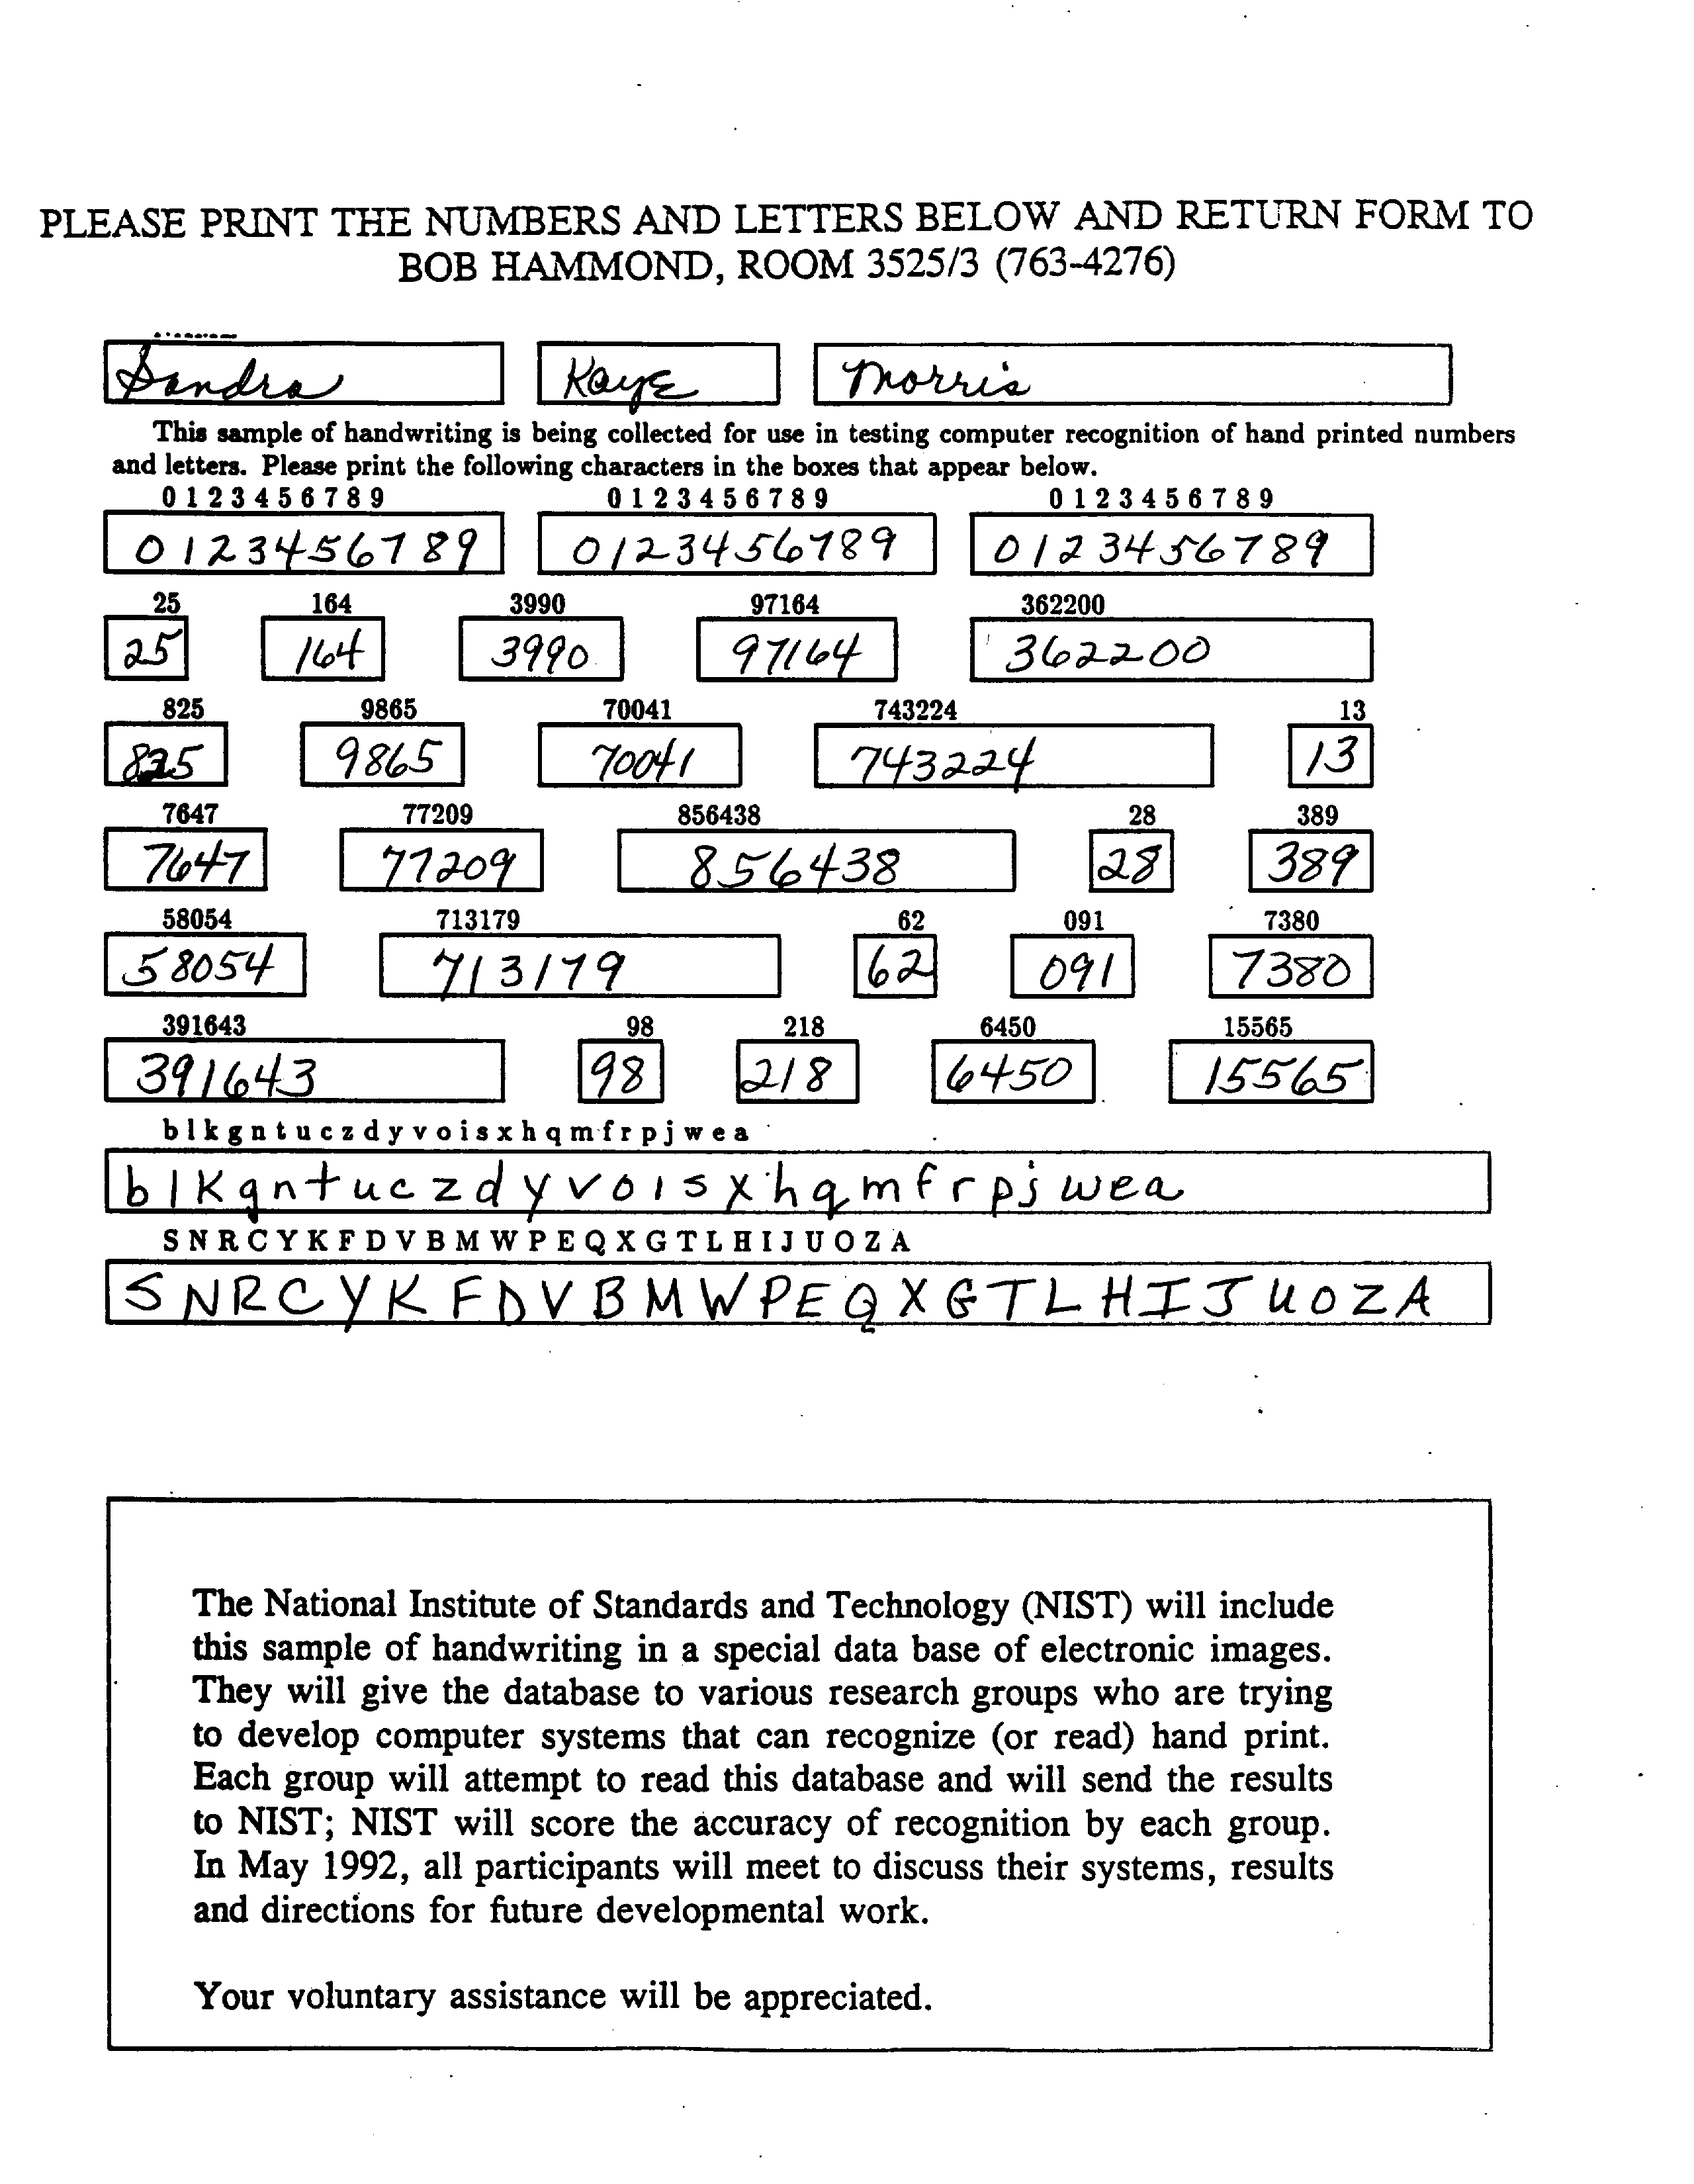 PLEASE PRINT THE NUMBERS AND LETTERS BELOW AND RETURN FORM TO
BOB HAMMOND, ROOM 3525/3 (763-4276)
Sandra Kaye Morris
This sample of handwriting is being collected for use in testing computer recognition of hand printed numbers
and letters. Please print the following characters in the boxes that appear below.
0 1 2 3 4 5 6 7 8 9 0 1 2 3 4 5 6 7 8 9 0 1 2 3 4 5 6 7 8 9
0123456789 0123456789 0123456789
25 164 3990 97164 362200
25 164 3990 97164 362200
825 9865 70041 743224 13
825 9865 70041 743224 13
7647 77209 856438 28 389
7647 77209 856438 28 389
58054 713179 62 091 7380
58054 713179 62 091 7380
391643 98 218 6450 15565
391643 98 218 6450 15565
b l k g n t u c z d y v o i s x h q m f r p j w e a
b l k g n t u c z d y v o i s x h q m f r p j w e a
S N R C Y K F D V B M W P E Q X G T L H I J U O Z A
S N R C Y K F D V B M W P E Q X G T L H I J U O Z A
The National Institute of Standards and Technology (NIST) will include
this sample of handwriting in a special data base of electronic images.
They will give the database to various research groups who are trying
to develop computer systems that can recognize (or read) hand print.
Each group will attempt to read this database and will send the results
to NIST; NIST will score the accuracy of recognition by each group.
In May 1992, all participants will meet to discuss their systems, results
and directions for future developmental work.
Your voluntary assistance will be appreciated.